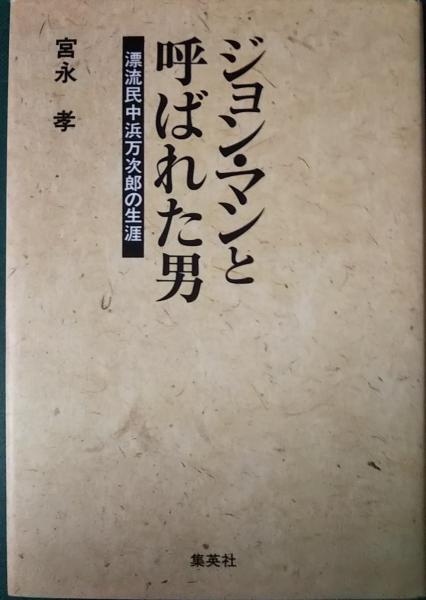 ジョン・マンと
呼ばれた男
漂流民中浜万次郎の生涯
宮永 孝
集英社